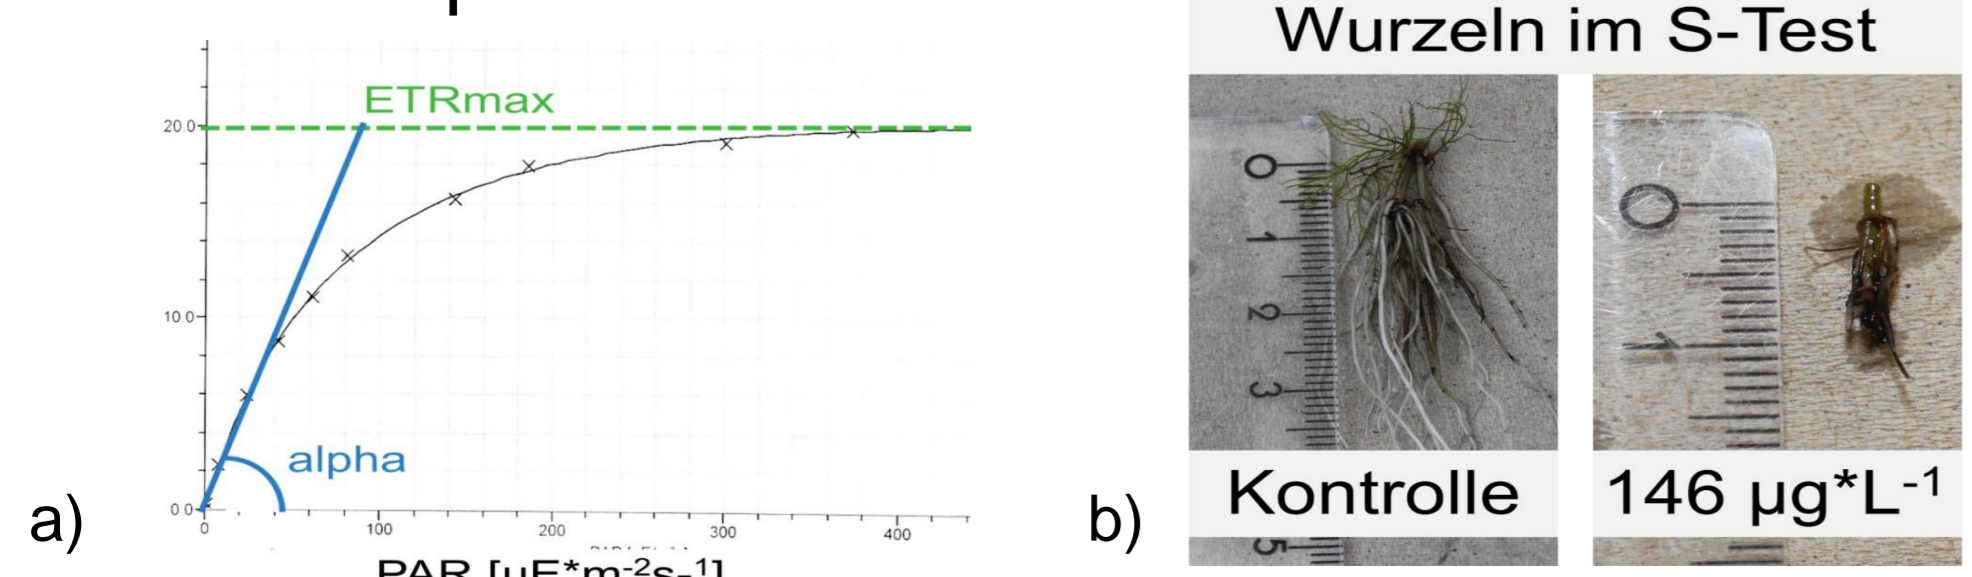 ETRmax
20.0
10.0
alpha
0.0
0 100 200 300 400
PAR [µE*m-2s-1]
a)
Wurzeln im S-Test
0
1
2
3
5
0
1
Kontrolle
146 µg*L-1
b)